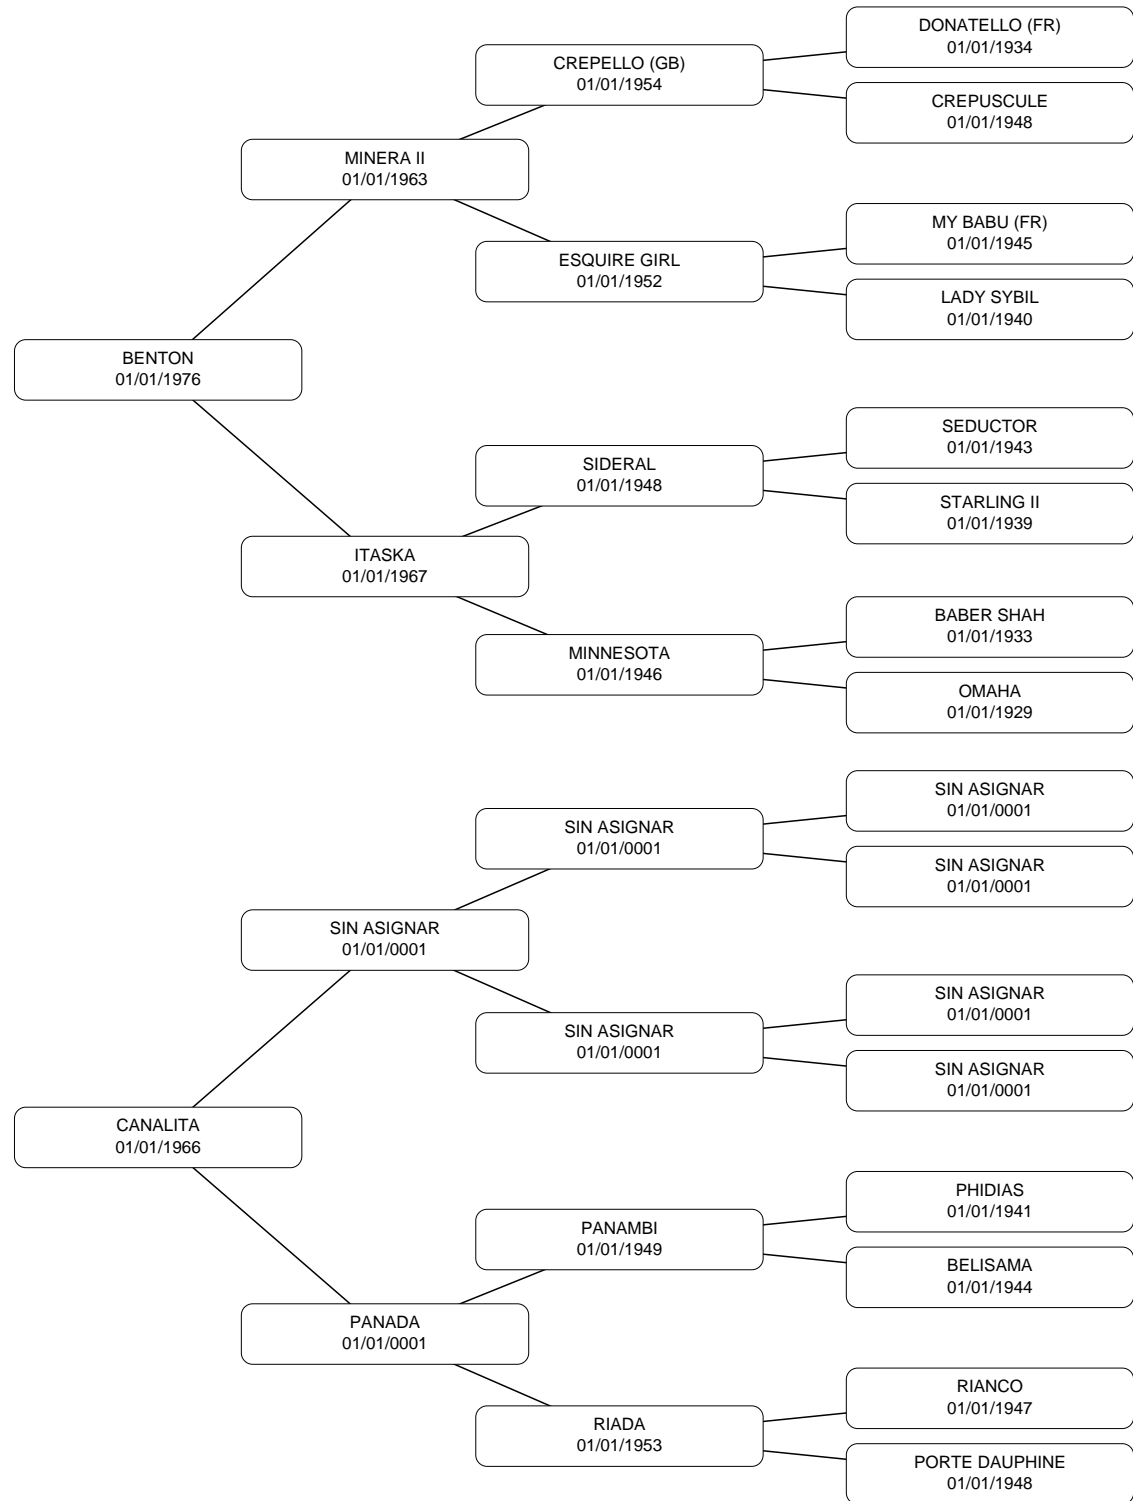 DONATELLO (FR)
01/01/1934
CREPELLO (GB)
01/01/1954
CREPUSCULE
01/01/1948
MINERA II
01/01/1963
MY BABU (FR)
01/01/1945
ESQUIRE GIRL
01/01/1952
LADY SYBIL
01/01/1940
BENTON
01/01/1976
SEDUCTOR
01/01/1943
SIDERAL
01/01/1948
STARLING II
01/01/1939
ITASKA
01/01/1967
BABER SHAH
01/01/1933
MINNESOTA
01/01/1946
OMAHA
01/01/1929
SIN ASIGNAR
01/01/0001
SIN ASIGNAR
01/01/0001
SIN ASIGNAR
01/01/0001
SIN ASIGNAR
01/01/0001
SIN ASIGNAR
01/01/0001
SIN ASIGNAR
01/01/0001
SIN ASIGNAR
01/01/0001
CANALITA
01/01/1966
PHIDIAS
01/01/1941
PANAMBI
01/01/1949
BELISAMA
01/01/1944
PANADA
01/01/0001
RIANCO
01/01/1947
RIADA
01/01/1953
PORTE DAUPHINE
01/01/1948